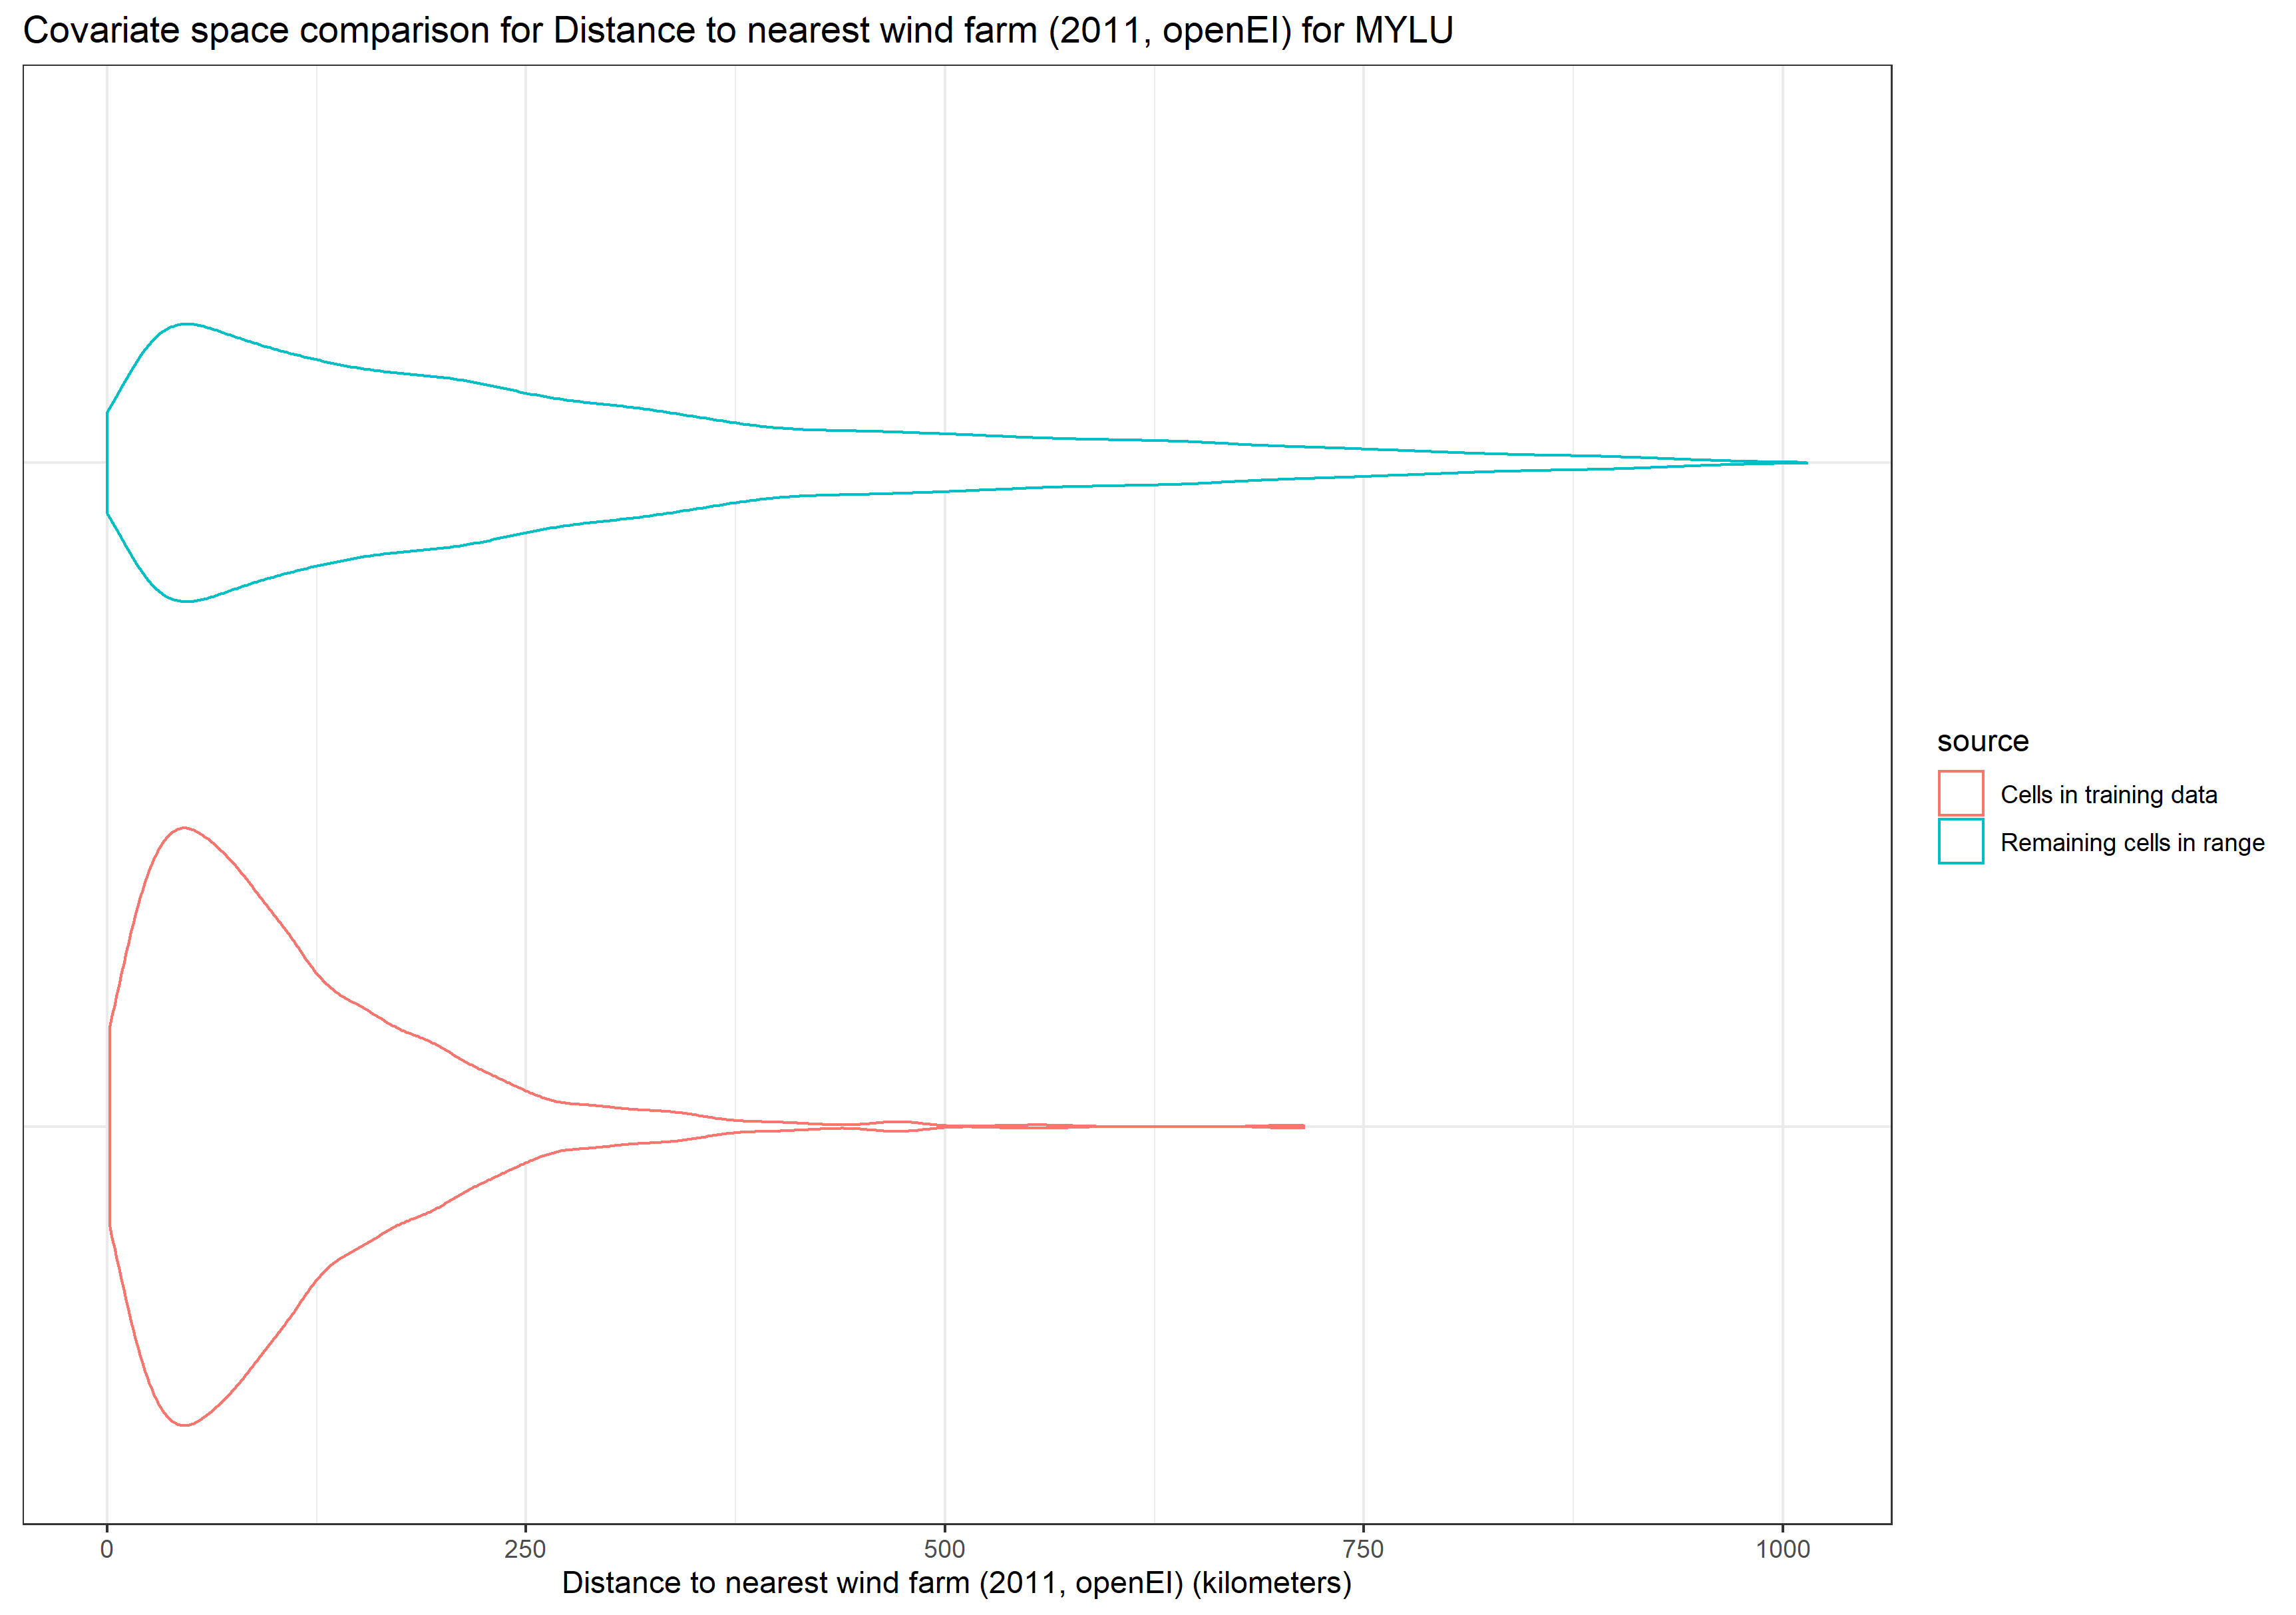 Covariate space comparison for Distance to nearest wind farm (2011, openEI) for MYLU
source
Cells in training data
Remaining cells in range
0 250 500 750 1000
Distance to nearest wind farm (2011, openEI) (kilometers)